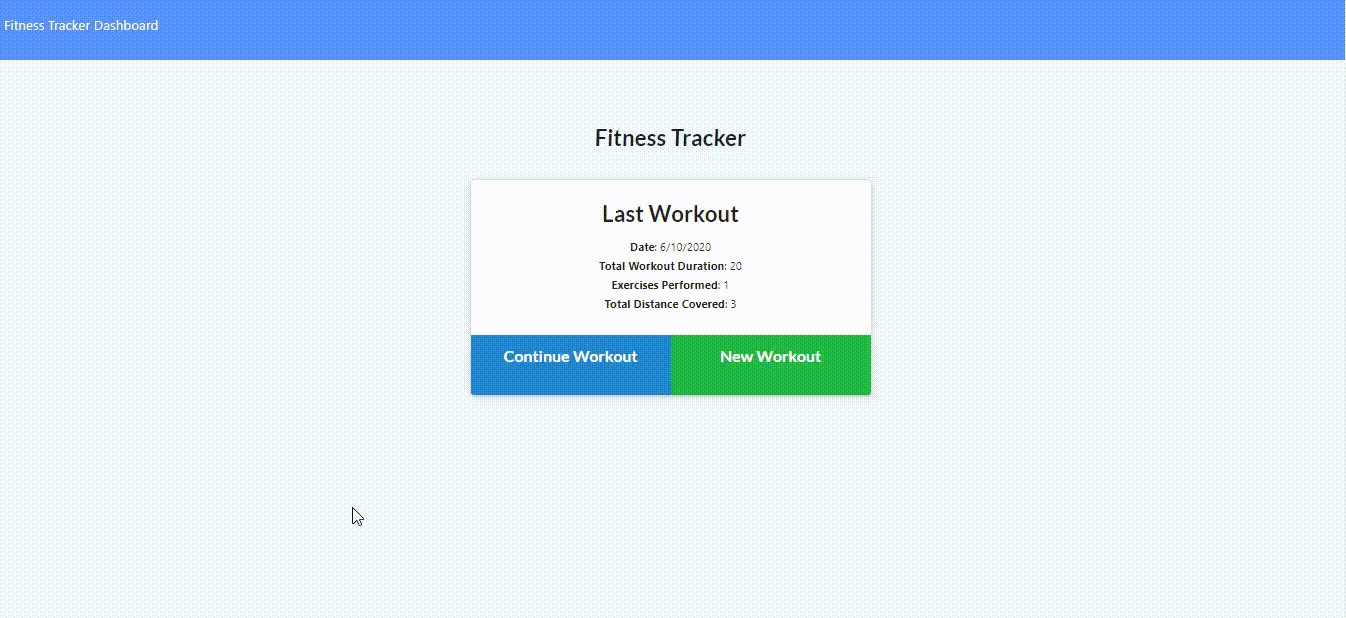 Fitness Tracker Dashboard
Fitness Tracker
Last Workout
Date: 6/10/2020
Total Workout Duration: 20
Exercises Performed: 1
Total Distance Covered: 3
Continue Workout New Workout